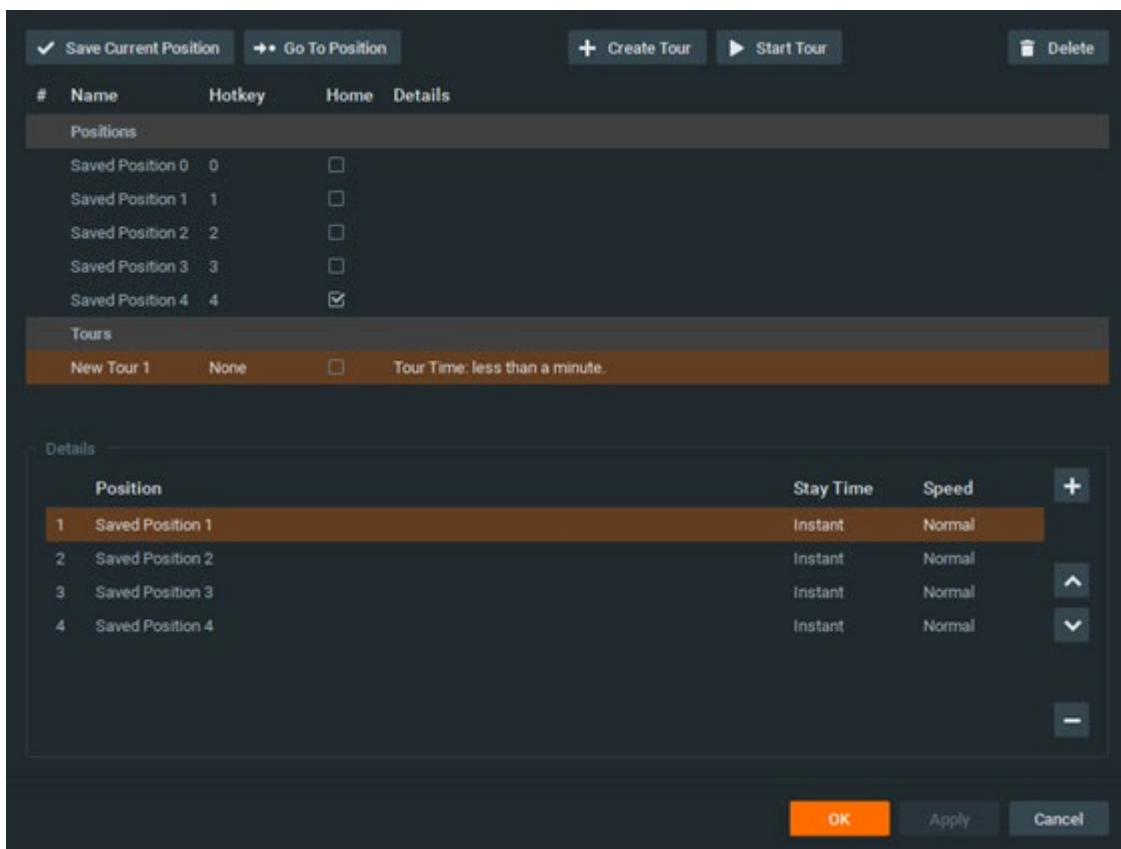 Save Current Position Go To Position Create Tour Start Tour Delete
# Name Hotkey Home Details
Positions
Saved Position 0 0
Saved Position 1 1
Saved Position 2 2
Saved Position 3 3
Saved Position 4 4
Tours
New Tour 1 None Tour Time: less than a minute.
Details
Position Stay Time Speed
1 Saved Position 1 Instant Normal
2 Saved Position 2 Instant Normal
3 Saved Position 3 Instant Normal
4 Saved Position 4 Instant Normal
OK Apply Cancel